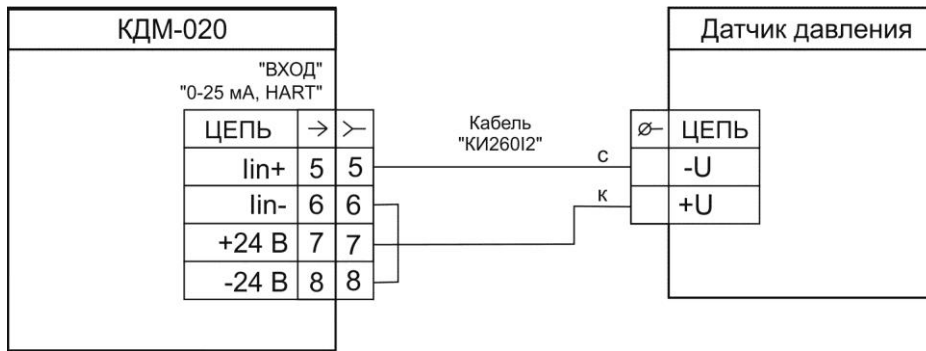 КДМ-020
Датчик давления
"ВХОД"
"0-25 мА, HART"
ЦЕПЬ
Кабель
"КИ260I2"
ЦЕПЬ
Iin+ 5 5
с
-U
Iin- 6 6
к
+U
+24 В 7 7
-24 В 8 8